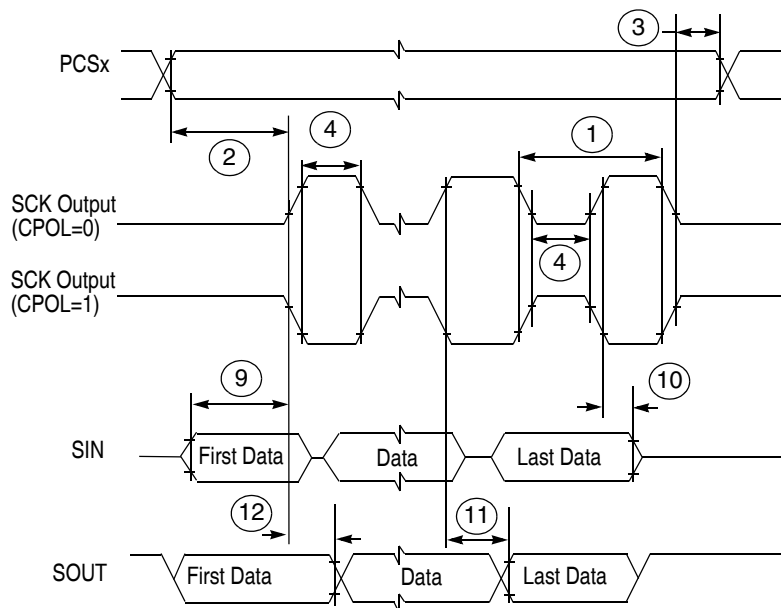 3
PCSx
2
4
1
SCK Output
(CPOL=0)
4
SCK Output
(CPOL=1)
9
10
SIN
First Data
Data
Last Data
12
11
SOUT
First Data
Data
Last Data